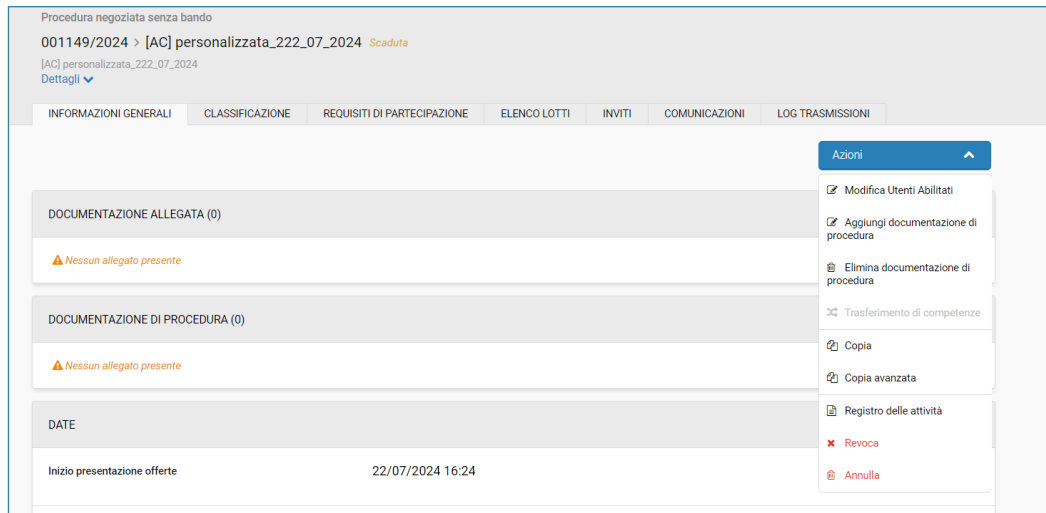 Procedura negoziata senza bando
001149/2024 > [AC] personalizzata_222_07_2024 Scaduta
[AC] personalizzata_222_07_2024
Dettagli
INFORMAZIONI GENERALI CLASSIFICAZIONE REQUISITI DI PARTECIPAZIONE ELENCO LOTTI INVITI COMUNICAZIONI LOG TRASMISSIONI
Azioni
Modifica Utenti Abilitati
Aggiungi documentazione di
procedura
Elimina documentazione di
procedura
Trasferimento di competenze
Copia
Copia avanzata
Registro delle attività
Revoca
Annulla
DOCUMENTAZIONE ALLEGATA (0)
Nessun allegato presente
DOCUMENTAZIONE DI PROCEDURA (0)
Nessun allegato presente
DATE
Inizio presentazione offerte 22/07/2024 16:24